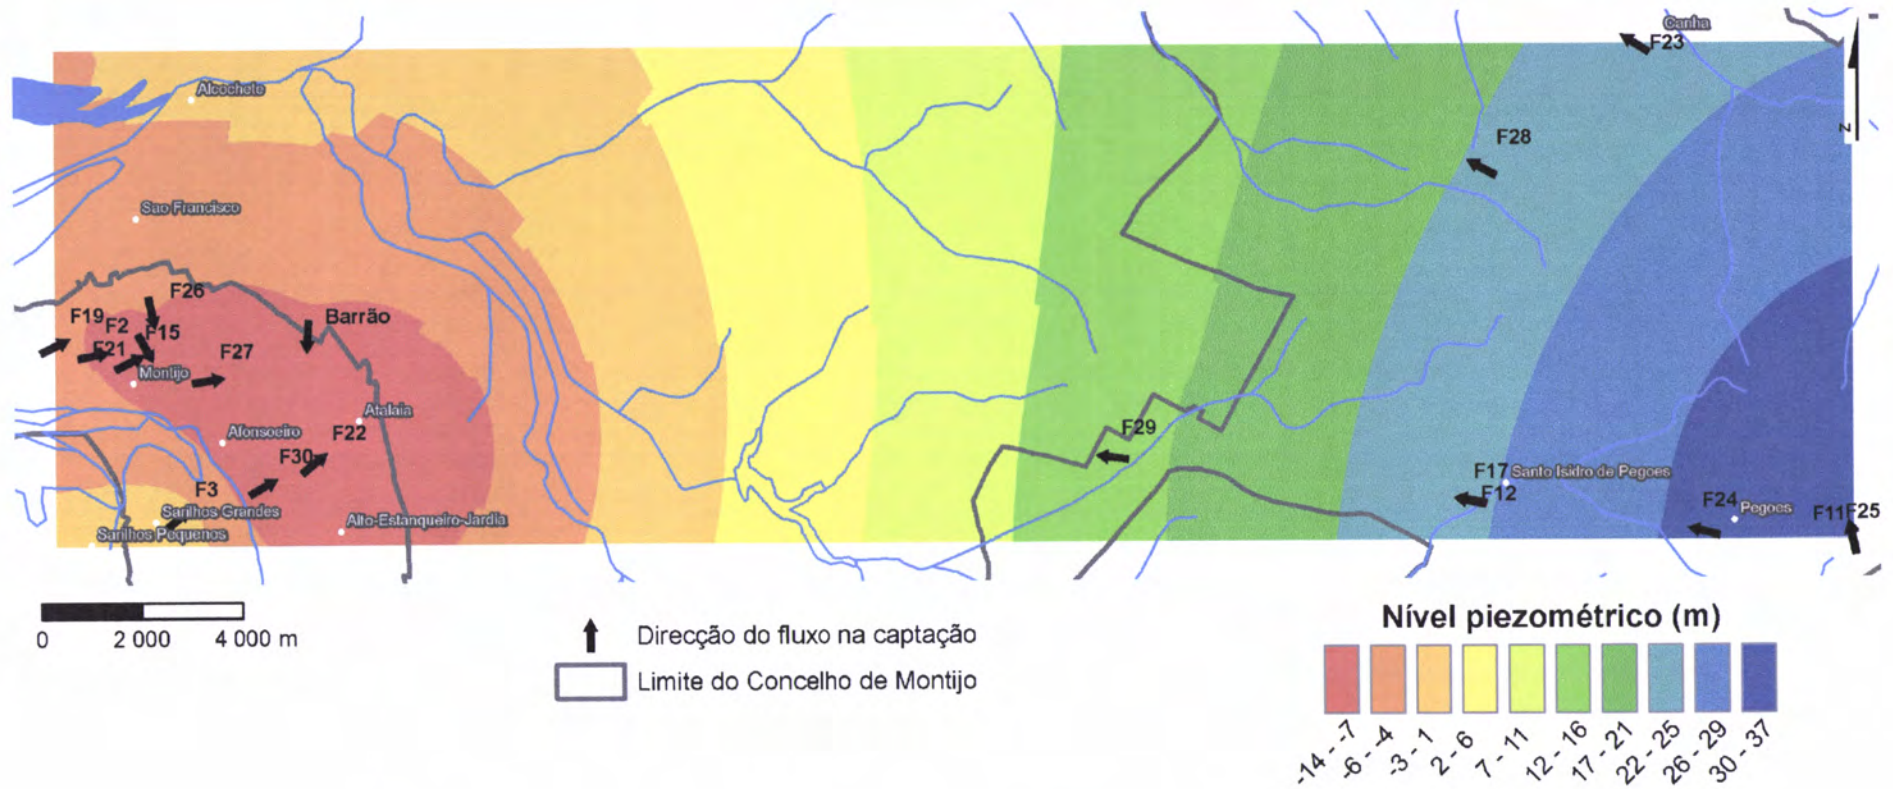 Canha
F23
Alcochete
F28
Sao Francisco
F26
F19
F2
F15
Barrão
F21
F27
Montijo
Atalaia
F29
Afonsoeiro
F22
F30
F17
Santo Isidro de Pegoes
F3
F12
F24
Pegoes
F11
F25
Sarilhos Grandes
Alto-Estanqueiro-Jardia
Sarilhos Pequenos
N
0 2 000 4 000 m
Direcção do fluxo na captação
Limite do Concelho de Montijo
Nível piezométrico (m)
-14 - -7
-6 - -4
-3 - 1
2 - 6
7 - 11
12 - 16
17 - 21
22 - 25
26 - 29
30 - 37